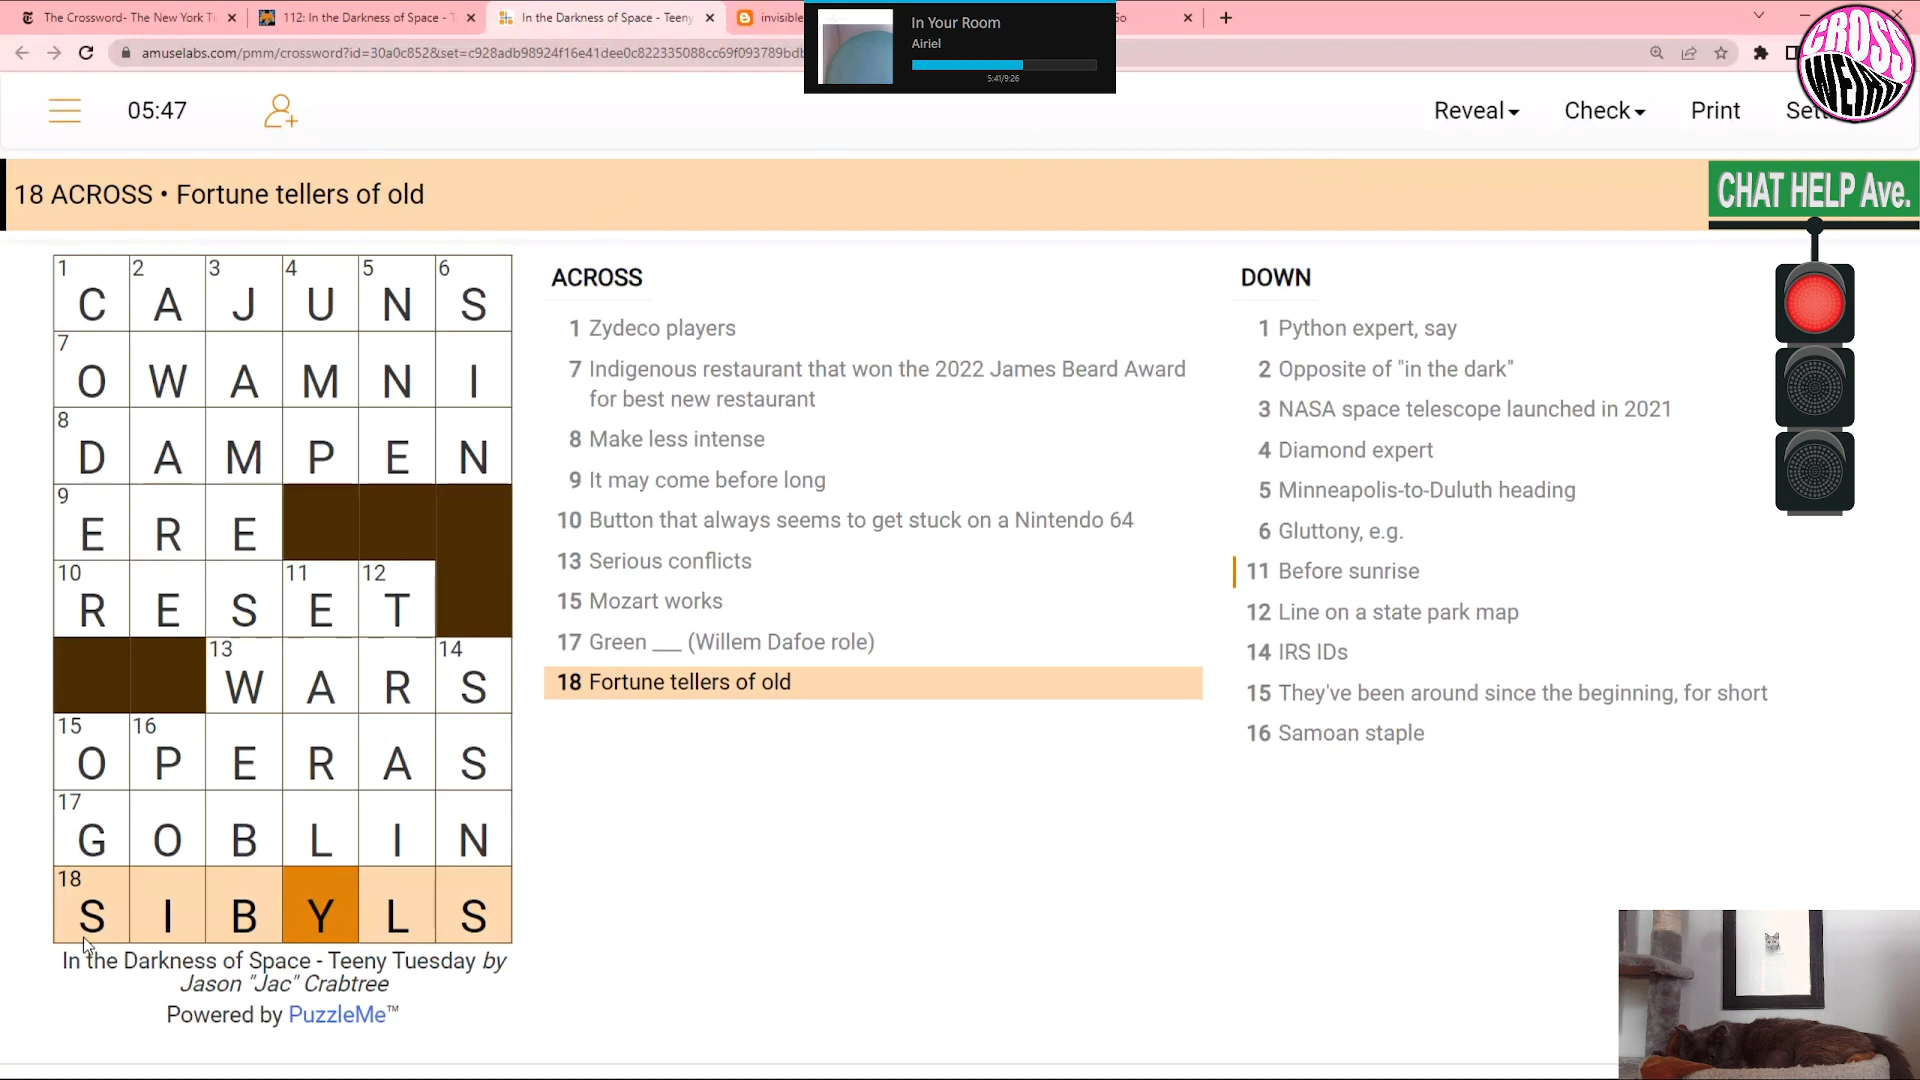 The Crossword- The New York Ti
112: In the Darkness of Space - T
In the Darkness of Space - Teeny
invisible
In Your Room
Airiel
5:41/9:26
amuselabs.com/pmm/crossword?id=30a0c852&set=c928adb98924f16e41dee0c822335088cc69f093789bdb
CROSS WEIRD
05:47
Reveal
Check
Print
Sett
18 ACROSS • Fortune tellers of old
CHAT HELP Ave.
1 2 3 4 5 6
C A J U N S
7
O W A M N I
8
D A M P E N
9
E R E
10 11 12
R E S E T
13 14
W A R S
15 16
O P E R A S
17
G O B L I N
18
S I B Y L S
In the Darkness of Space - Teeny Tuesday by
Jason "Jac" Crabtree
Powered by PuzzleMe™
ACROSS
1 Zydeco players
7 Indigenous restaurant that won the 2022 James Beard Award
for best new restaurant
8 Make less intense
9 It may come before long
10 Button that always seems to get stuck on a Nintendo 64
13 Serious conflicts
15 Mozart works
17 Green ___ (Willem Dafoe role)
18 Fortune tellers of old
DOWN
1 Python expert, say
2 Opposite of "in the dark"
3 NASA space telescope launched in 2021
4 Diamond expert
5 Minneapolis-to-Duluth heading
6 Gluttony, e.g.
11 Before sunrise
12 Line on a state park map
14 IRS IDs
15 They've been around since the beginning, for short
16 Samoan staple